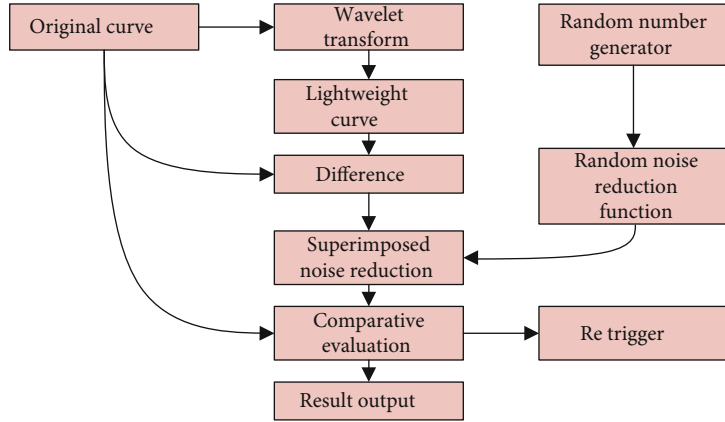 Original curve
Wavelet
transform
Random number
generator
Lightweight
curve
Difference
Random noise
reduction
function
Superimposed
noise reduction
Comparative
evaluation
Re trigger
Result output